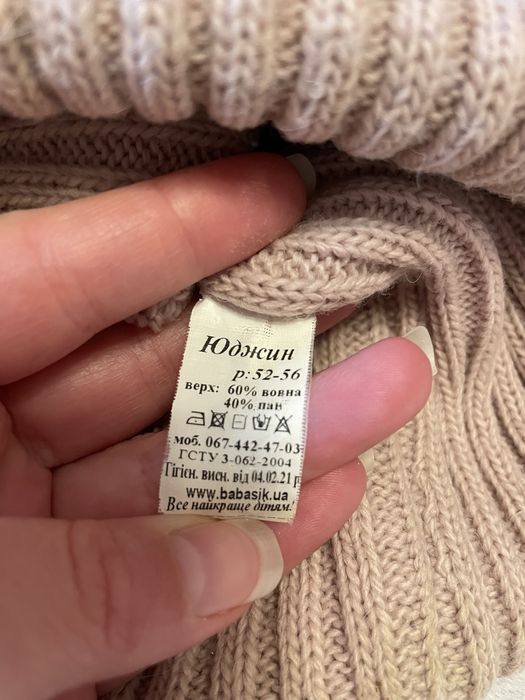 Юджин
р:52-56
верх: 60% вовна
40% пан
моб. 067-442-47-03
ГСТУ 3-062-2004
Гігієн. висн. від 04.02.21 р
www.babasik.ua
Все найкраще дітям!